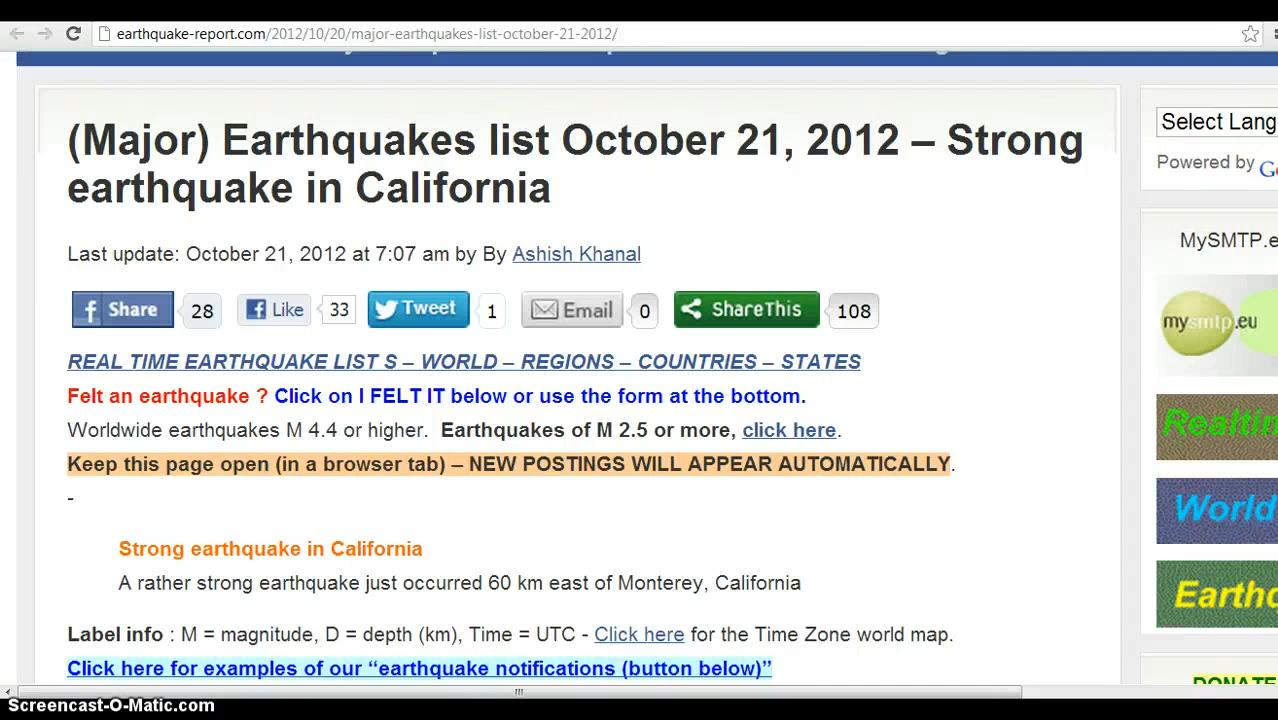 earthquake-report.com/2012/10/20/major-earthquakes-list-october-21-2012/
(Major) Earthquakes list October 21, 2012 – Strong
earthquake in California
Last update: October 21, 2012 at 7:07 am by By Ashish Khanal
Share 28 Like 33 Tweet 1 Email 0 ShareThis 108
REAL TIME EARTHQUAKE LIST S – WORLD – REGIONS – COUNTRIES – STATES
Felt an earthquake ? Click on I FELT IT below or use the form at the bottom.
Worldwide earthquakes M 4.4 or higher. Earthquakes of M 2.5 or more, click here.
Keep this page open (in a browser tab) – NEW POSTINGS WILL APPEAR AUTOMATICALLY.
-
Strong earthquake in California
A rather strong earthquake just occurred 60 km east of Monterey, California
Label info : M = magnitude, D = depth (km), Time = UTC - Click here for the Time Zone world map.
Click here for examples of our “earthquake notifications (button below)”
Select Lang
Powered by Go
MySMTP.e
mysmtp.eu
Realtim
World
Earthq
DONATE
Screencast-O-Matic.com